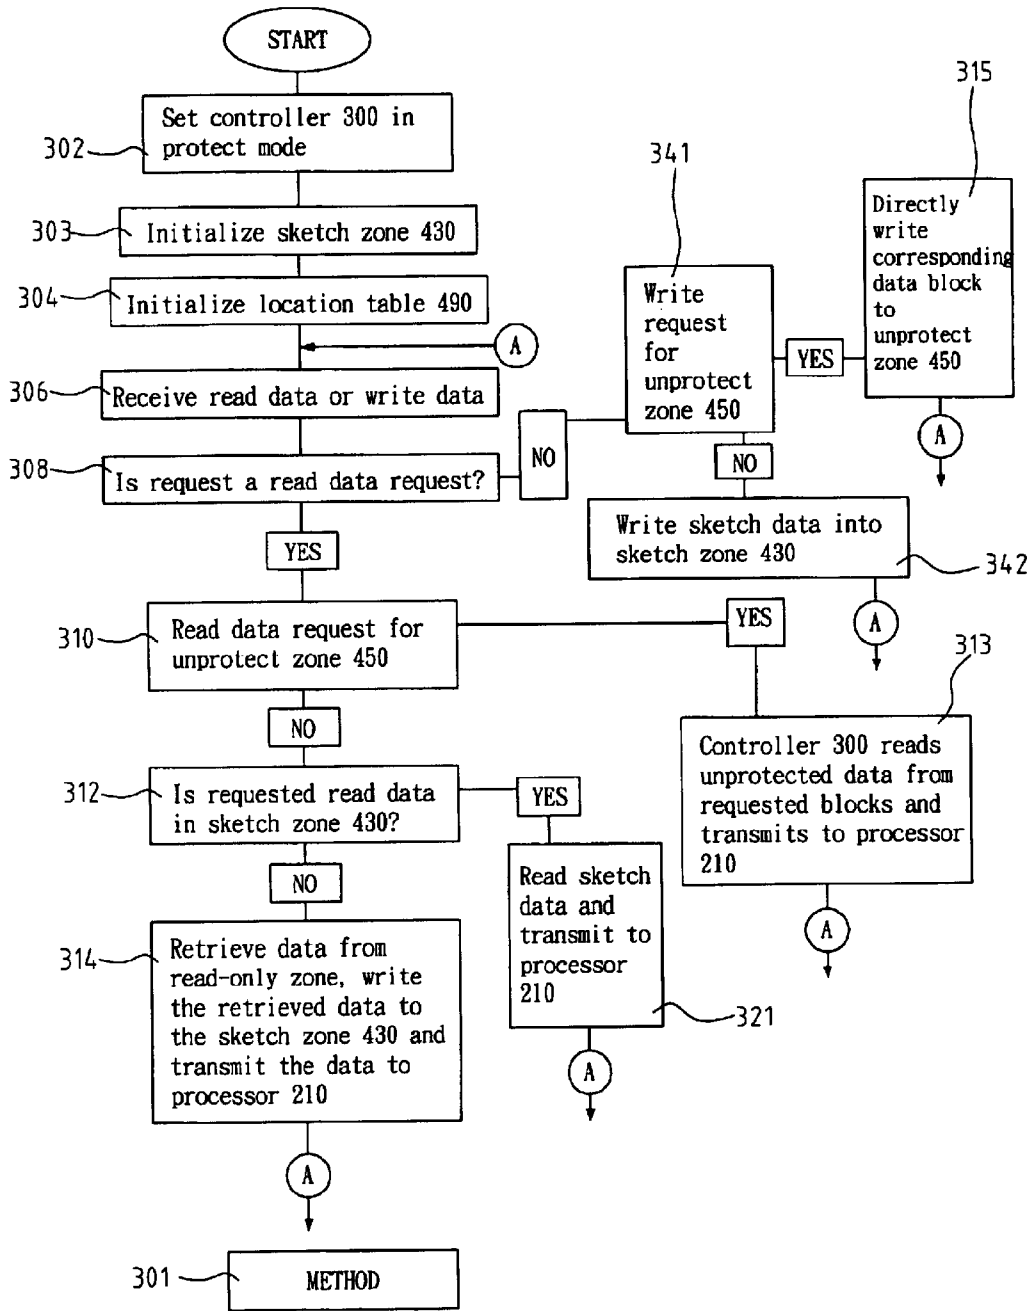 START
302
Set controller 300 in
protect mode
303
Initialize sketch zone 430
304
Initialize location table 490
A
306
Receive read data or write data
308
Is request a read data request?
NO
341
Write
request
for
unprotect
zone 450
YES
315
Directly
write
corresponding
data block
to
unprotect
zone 450
A
NO
Write sketch data into
sketch zone 430
342
A
YES
310
Read data request for
unprotect zone 450
YES
313
Controller 300 reads
unprotected data from
requested blocks and
transmits to processor
210
A
NO
312
Is requested read data
in sketch zone 430?
YES
Read sketch
data and
transmit to
processor
210
321
A
NO
314
Retrieve data from
read-only zone, write
the retrieved data to
the sketch zone 430 and
transmit the data to
processor 210
A
301
METHOD